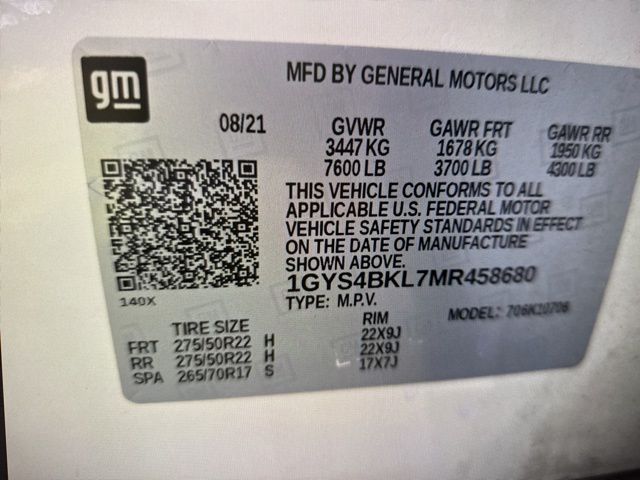 gm
MFD BY GENERAL MOTORS LLC
08/21 GVWR GAWR FRT GAWR RR
3447 KG 1678 KG 1950 KG
7600 LB 3700 LB 4300 LB
THIS VEHICLE CONFORMS TO ALL
APPLICABLE U.S. FEDERAL MOTOR
VEHICLE SAFETY STANDARDS IN EFFECT
ON THE DATE OF MANUFACTURE
SHOWN ABOVE.
1GYS4BKL7MR458680
140X TYPE: M.P.V. MODEL: 706K10706
TIRE SIZE RIM
FRT 275/50R22 H 22X9J
RR 275/50R22 H 22X9J
SPA 265/70R17 S 17X7J